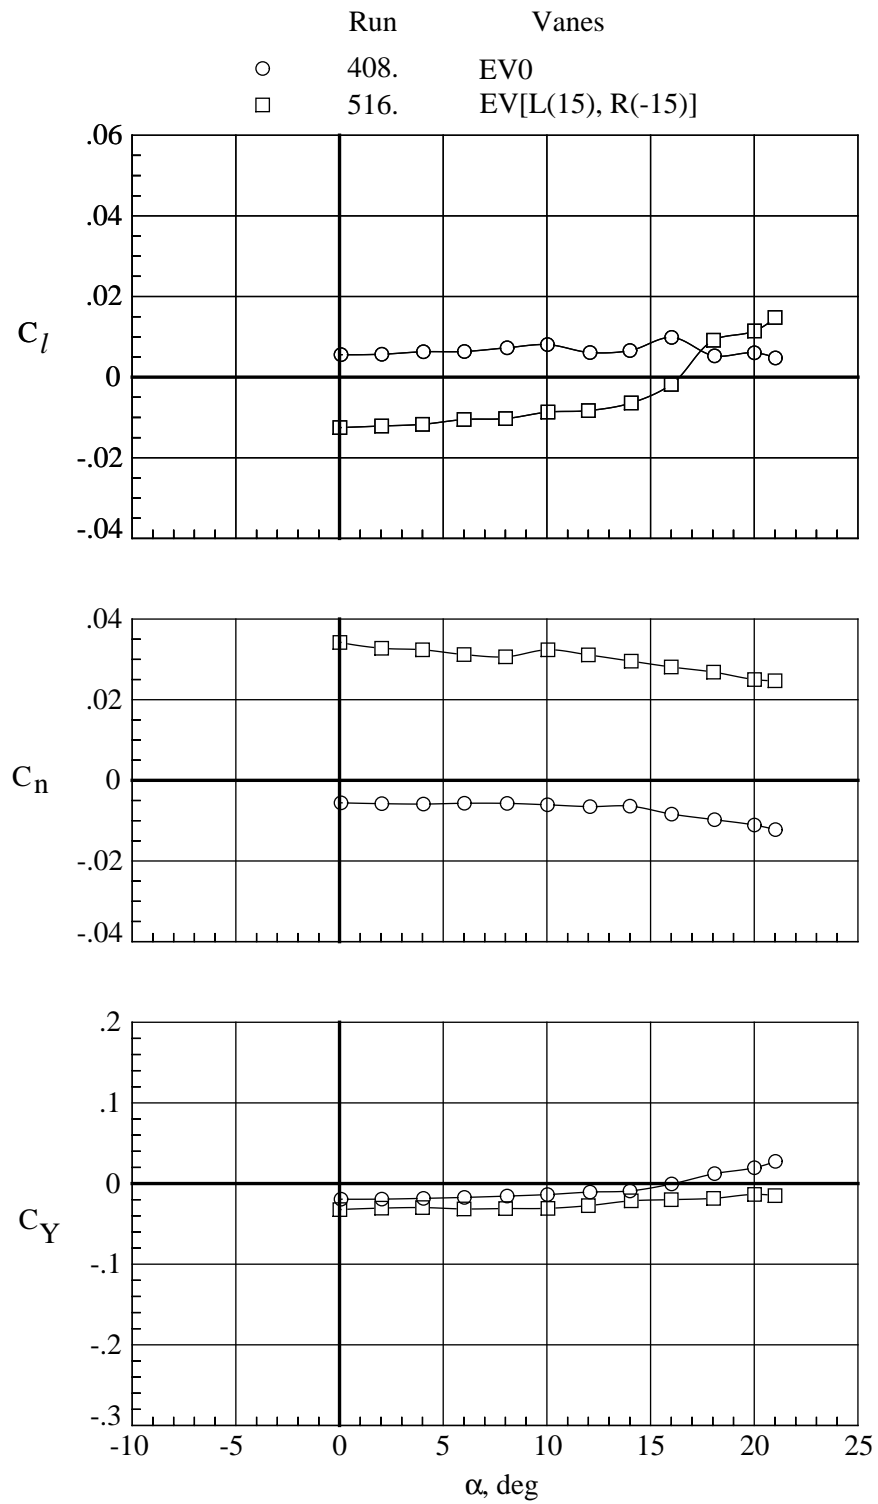 Run Vanes
408. EV0
516. EV[L(15), R(-15)]
.06
.04
.02
C_l
0
-.02
-.04
.04
.02
C_n
0
-.02
-.04
.2
.1
0
C_Y
-.1
-.2
-.3
-10 -5 0 5 10 15 20 25
α, deg